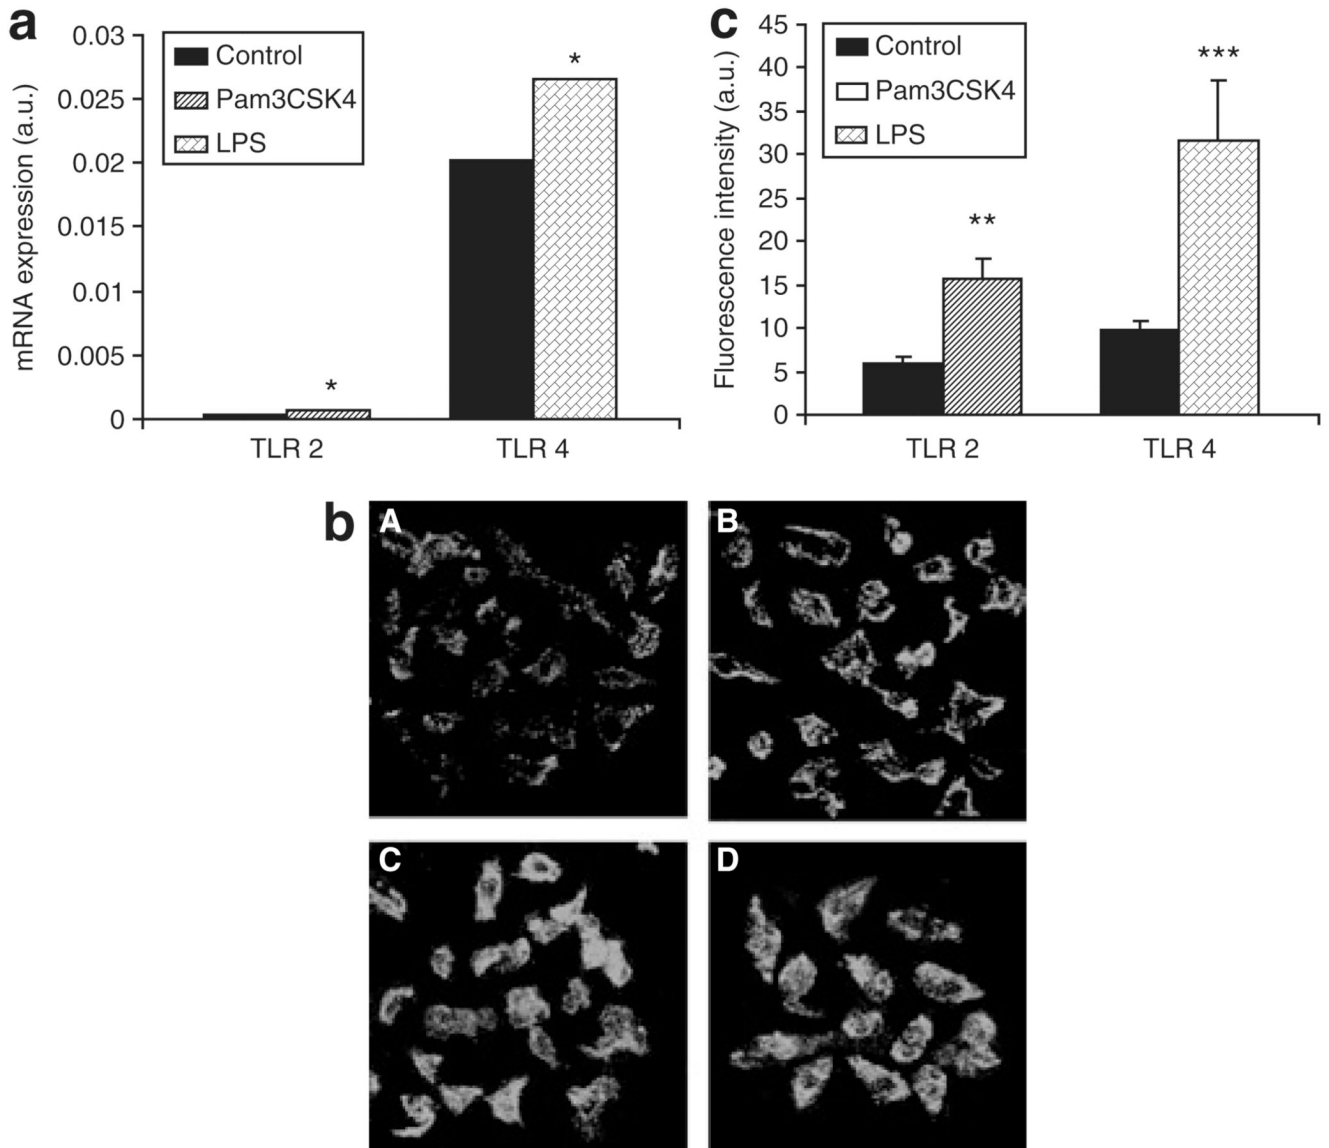 a
mRNA expression (a.u.)
0.03
0.025
0.02
0.015
0.01
0.005
0
Control
Pam3CSK4
LPS
*
*
TLR 2
TLR 4
c
Fluorescence intensity (a.u.)
45
40
35
30
25
20
15
10
5
0
Control
Pam3CSK4
LPS
**
***
TLR 2
TLR 4
b
A
B
C
D